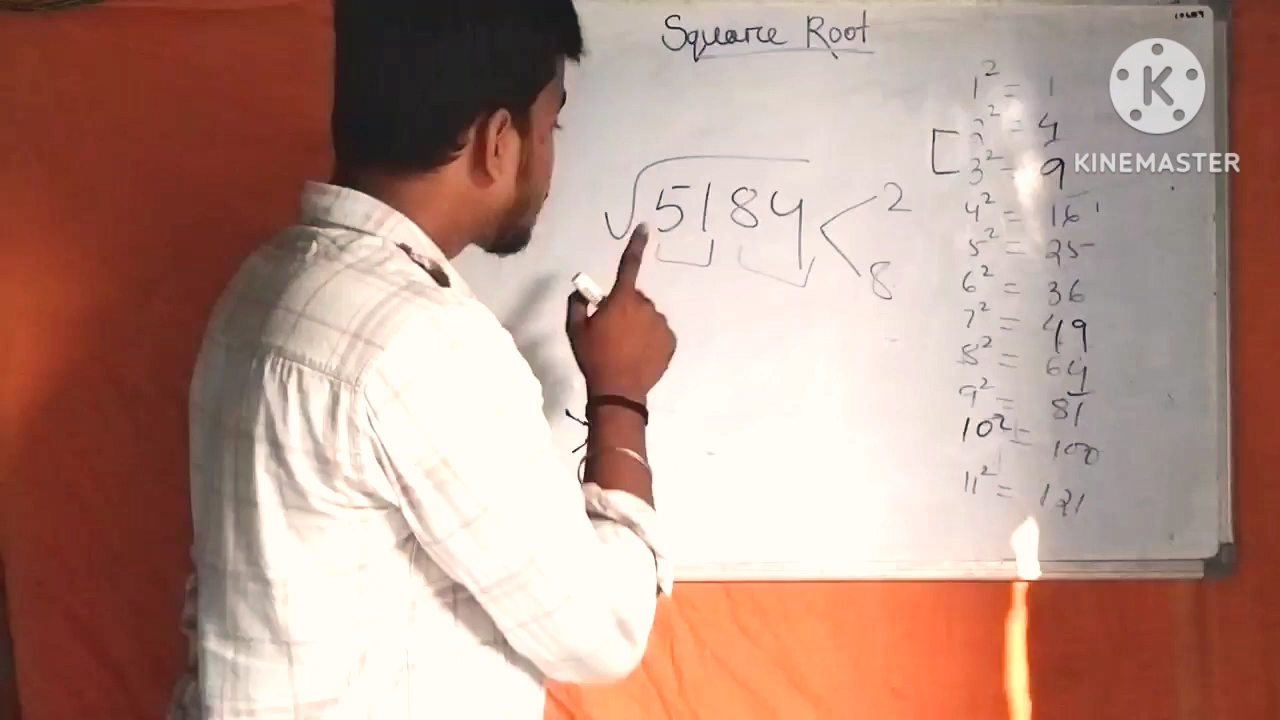 Square Root
√5184 < 2
8
1² = 1
2² = 4
3² = 9
4² = 16
5² = 25
6² = 36
7² = 49
8² = 64
9² = 81
10² = 100
11² = 121
K
KINEMASTER